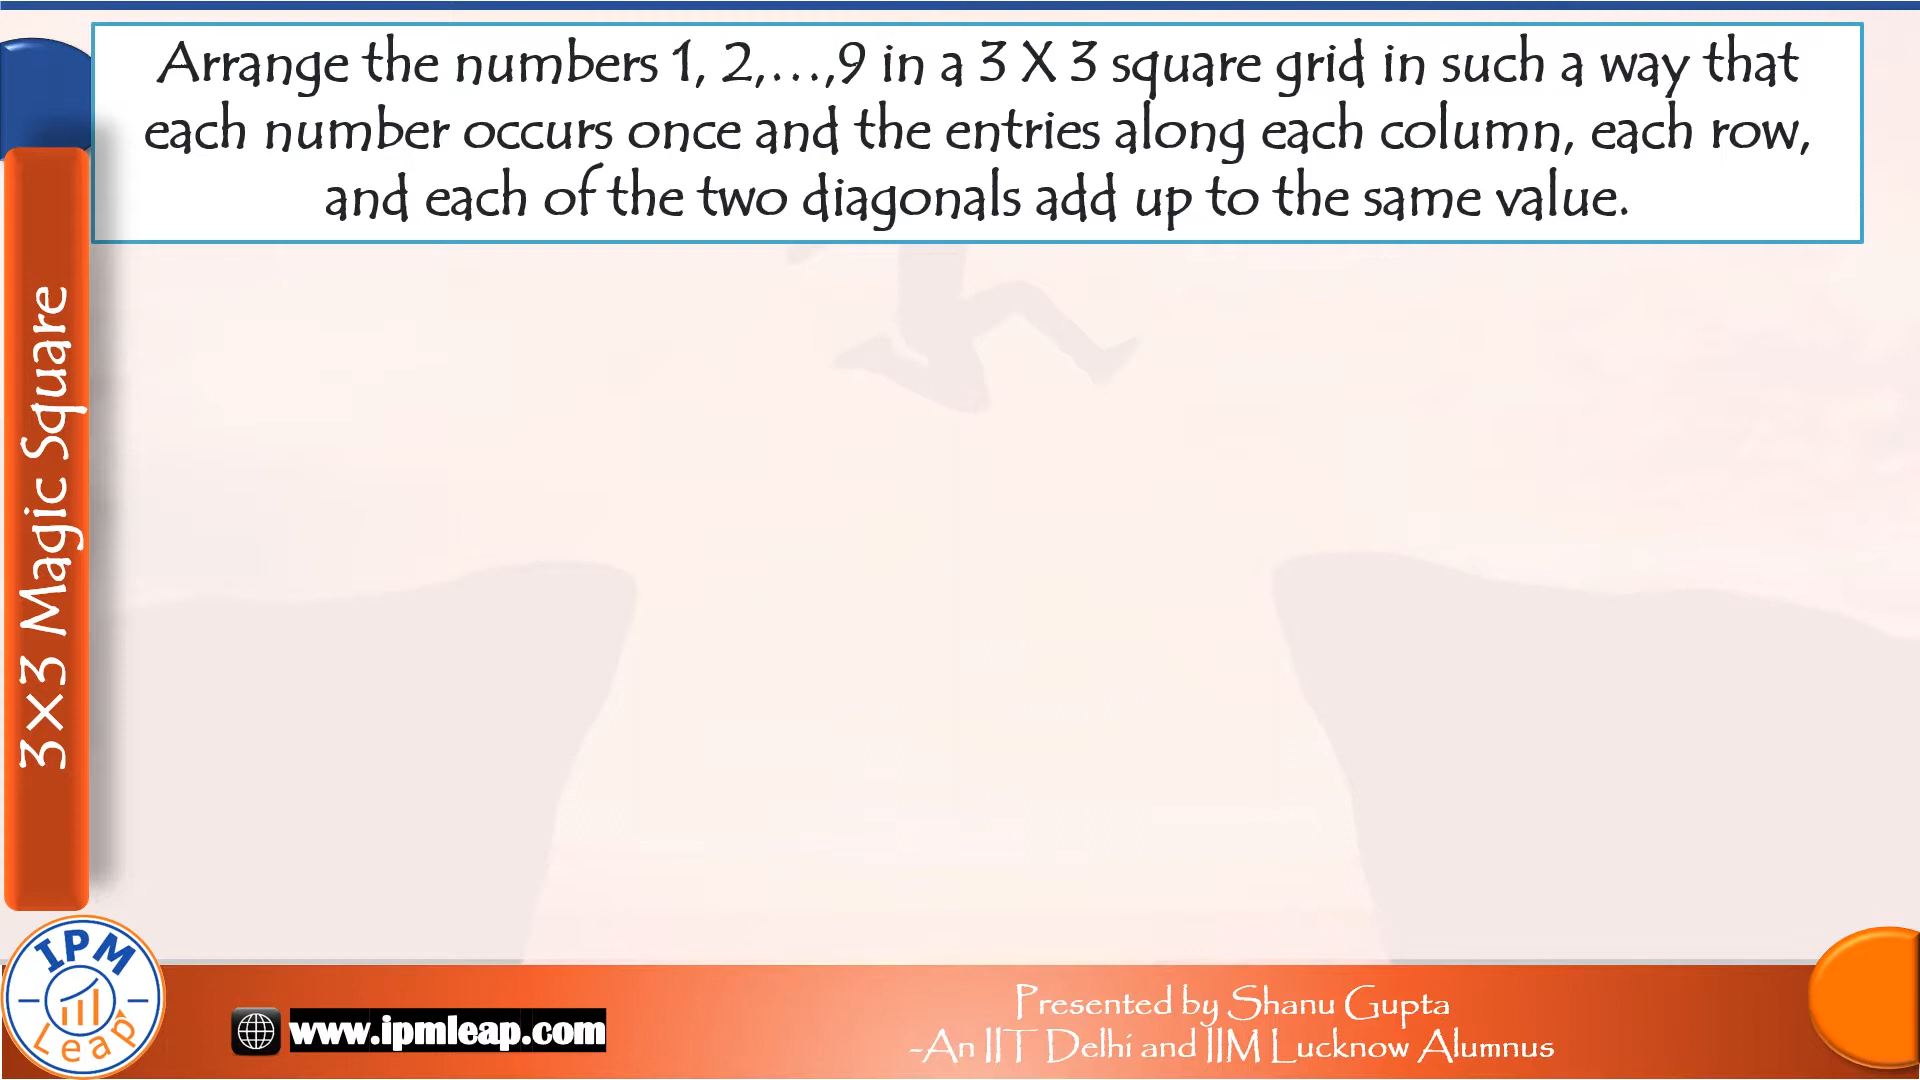 Arrange the numbers 1, 2,...,9 in a 3 X 3 square grid in such a way that
each number occurs once and the entries along each column, each row,
and each of the two diagonals add up to the same value.
3×3 Magic Square
IPM
Leap
www.ipmleap.com
Presented by Shanu Gupta
-An IIT Delhi and IIM Lucknow Alumnus